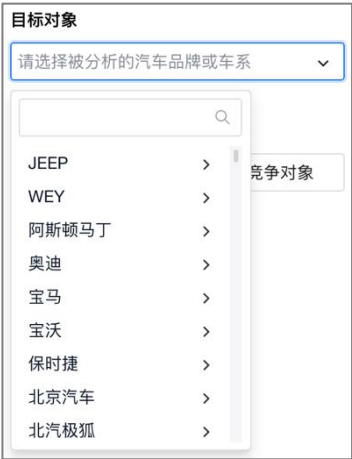 目标对象
请选择被分析的汽车品牌或车系
JEEP
竞争对象
WEY
阿斯顿马丁
奥迪
宝马
宝沃
保时捷
北京汽车
北汽极狐